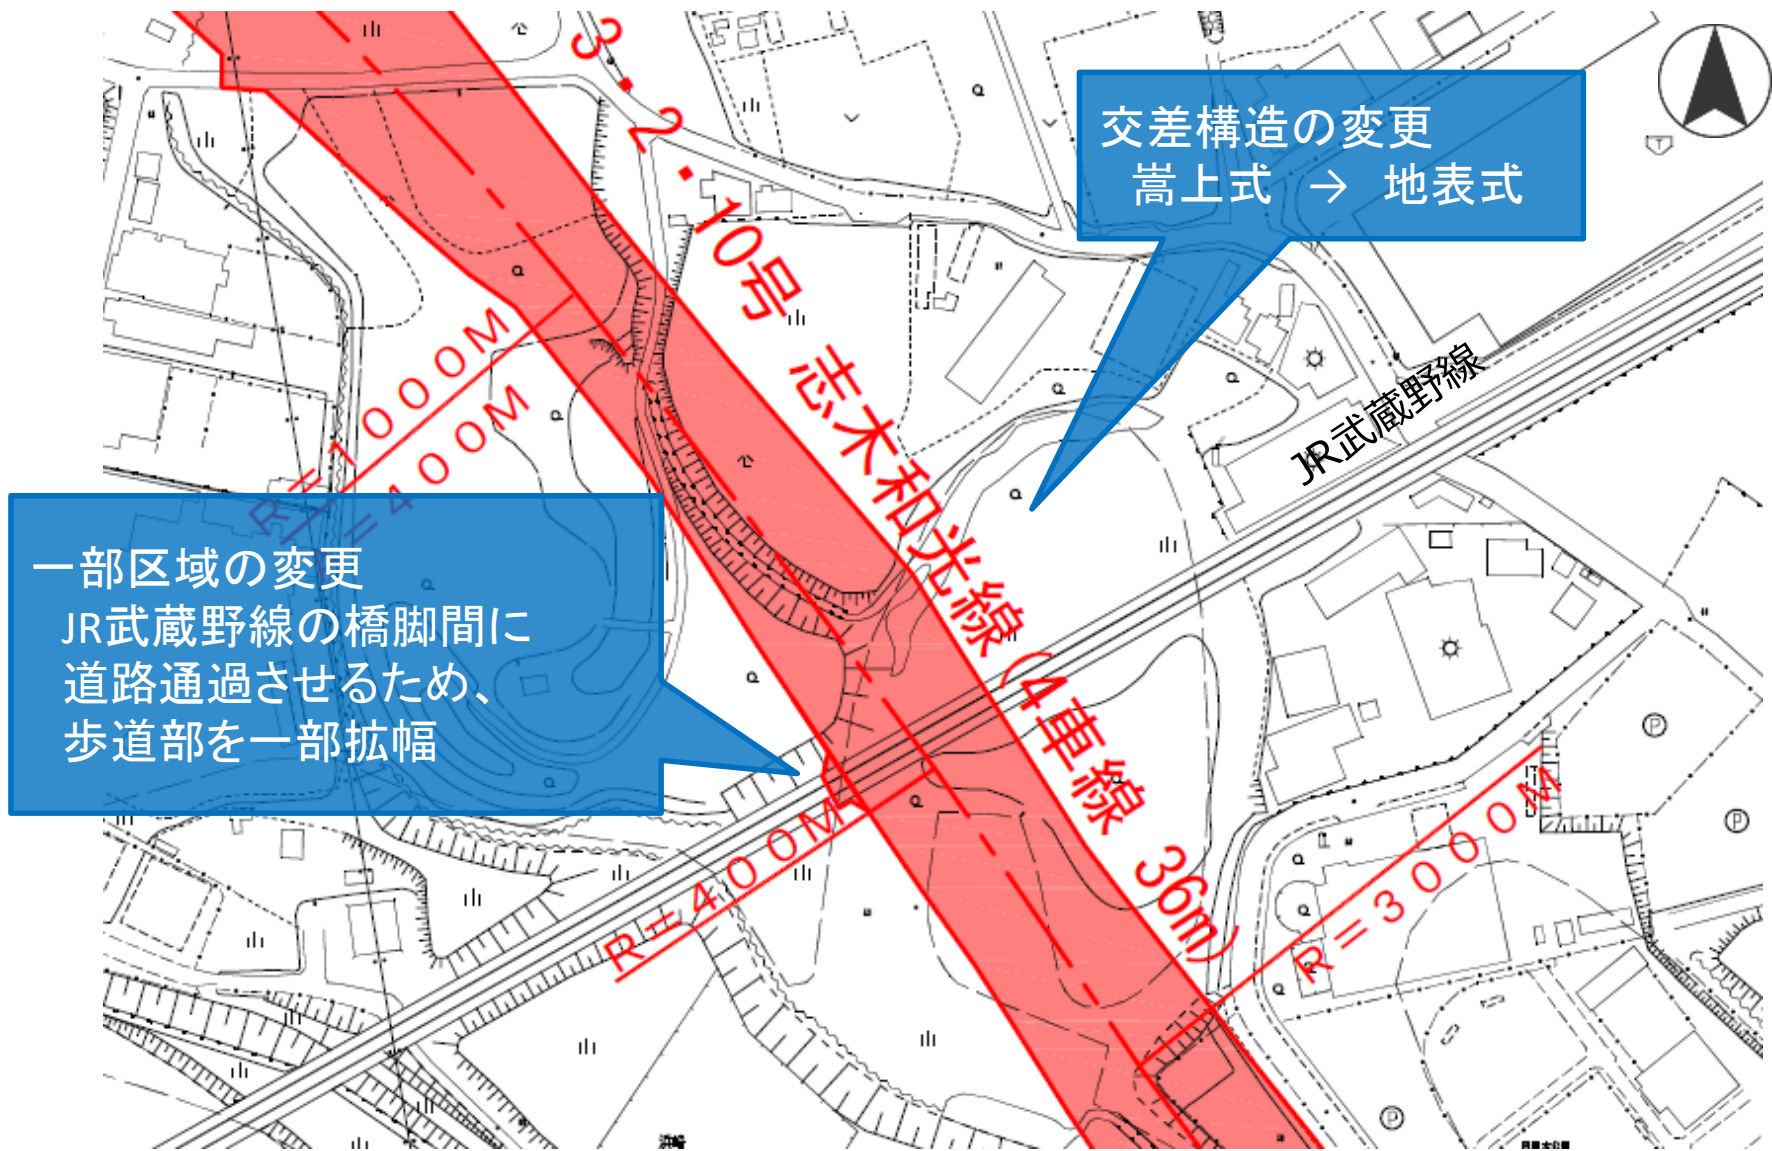 3・2・10号 志木和光線(4車線 36m)
交差構造の変更
嵩上式 → 地表式
JR武蔵野線
R=1000M
R=400M
一部区域の変更
JR武蔵野線の橋脚間に
道路通過させるため、
歩道部を一部拡幅
R=400M
R=3000M
P
P
P
T
浜崎